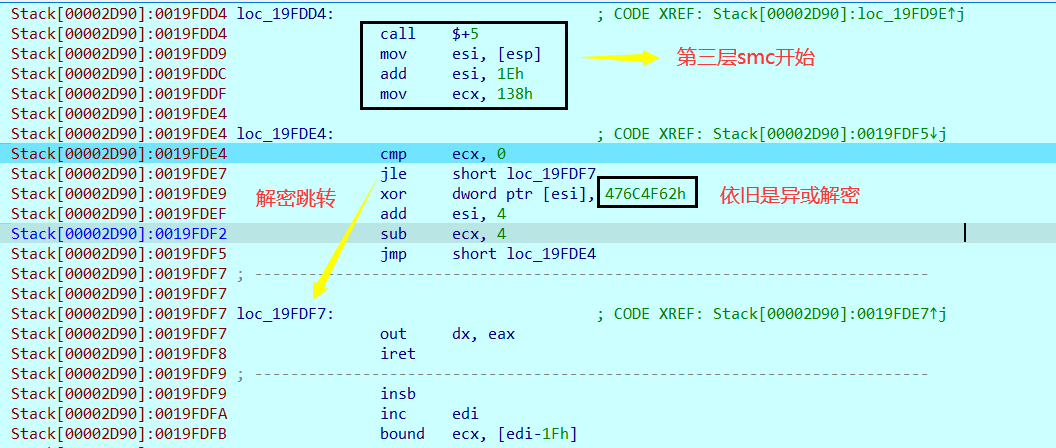 Stack[00002D90]:0019FDD4 loc_19FDD4: ; CODE XREF: Stack[00002D90]:loc_19FD9E↑j
Stack[00002D90]:0019FDD4 call $+5
Stack[00002D90]:0019FDD9 mov esi, [esp]
第三层smc开始
Stack[00002D90]:0019FDDC add esi, 1Eh
Stack[00002D90]:0019FDDF mov ecx, 138h
Stack[00002D90]:0019FDE4
Stack[00002D90]:0019FDE4 loc_19FDE4: ; CODE XREF: Stack[00002D90]:0019FDF5↓j
Stack[00002D90]:0019FDE4 cmp ecx, 0
Stack[00002D90]:0019FDE7 jle short loc_19FDF7
Stack[00002D90]:0019FDE9 xor dword ptr [esi], 476C4F62h
解密跳转
依旧是异或解密
Stack[00002D90]:0019FDEF add esi, 4
Stack[00002D90]:0019FDF2 sub ecx, 4
Stack[00002D90]:0019FDF5 jmp short loc_19FDE4
Stack[00002D90]:0019FDF7 ; ---------------------------------------------------------------------------
Stack[00002D90]:0019FDF7
Stack[00002D90]:0019FDF7 loc_19FDF7: ; CODE XREF: Stack[00002D90]:0019FDE7↑j
Stack[00002D90]:0019FDF7 out dx, eax
Stack[00002D90]:0019FDF8 iret
Stack[00002D90]:0019FDF9 ; ---------------------------------------------------------------------------
Stack[00002D90]:0019FDF9 insb
Stack[00002D90]:0019FDFA inc edi
Stack[00002D90]:0019FDFB bound ecx, [edi-1Fh]